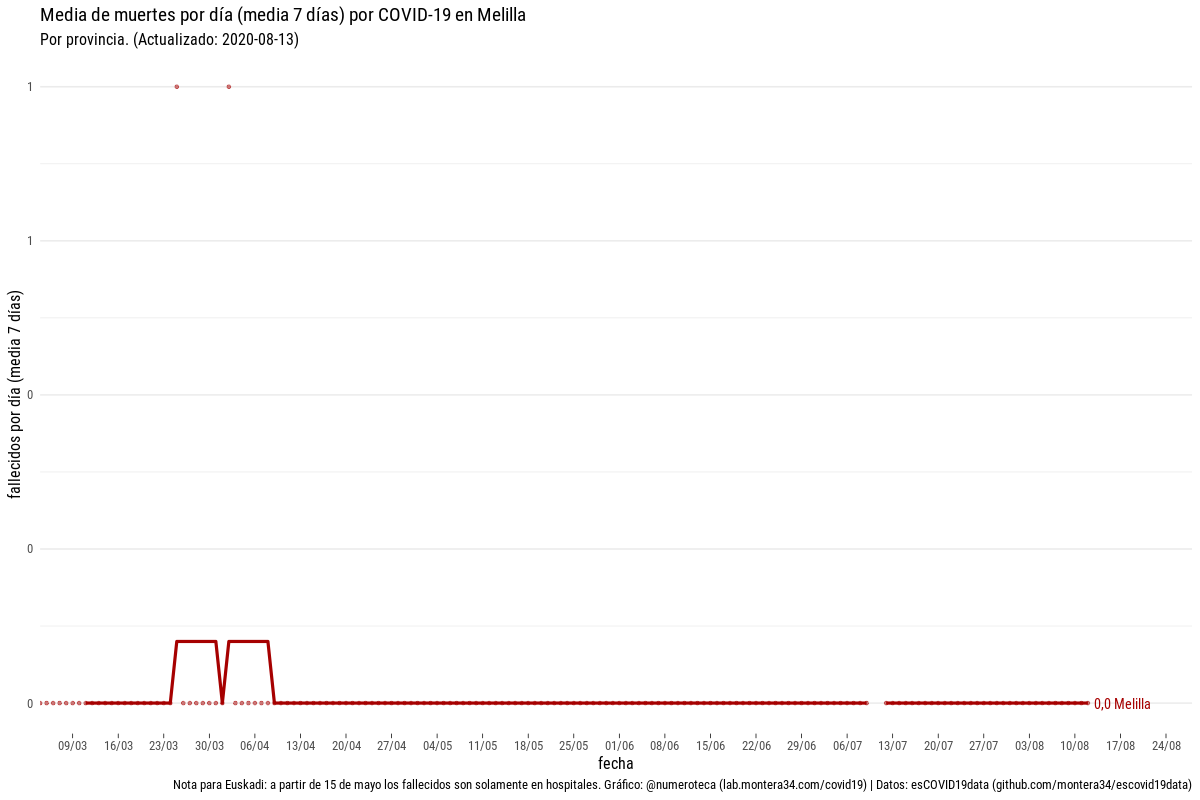 Media de muertes por día (media 7 días) por COVID-19 en Melilla
Por provincia. (Actualizado: 2020-08-13)
fallecidos por día (media 7 días)
1
1
0
0
0
0,0 Melilla
09/03 16/03 23/03 30/03 06/04 13/04 20/04 27/04 04/05 11/05 18/05 25/05 01/06 08/06 15/06 22/06 29/06 06/07 13/07 20/07 27/07 03/08 10/08 17/08 24/08
fecha
Nota para Euskadi: a partir de 15 de mayo los fallecidos son solamente en hospitales. Gráfico: @numeroteca (lab.montera34.com/covid19) | Datos: esCOVID19data (github.com/montera34/escovid19data)